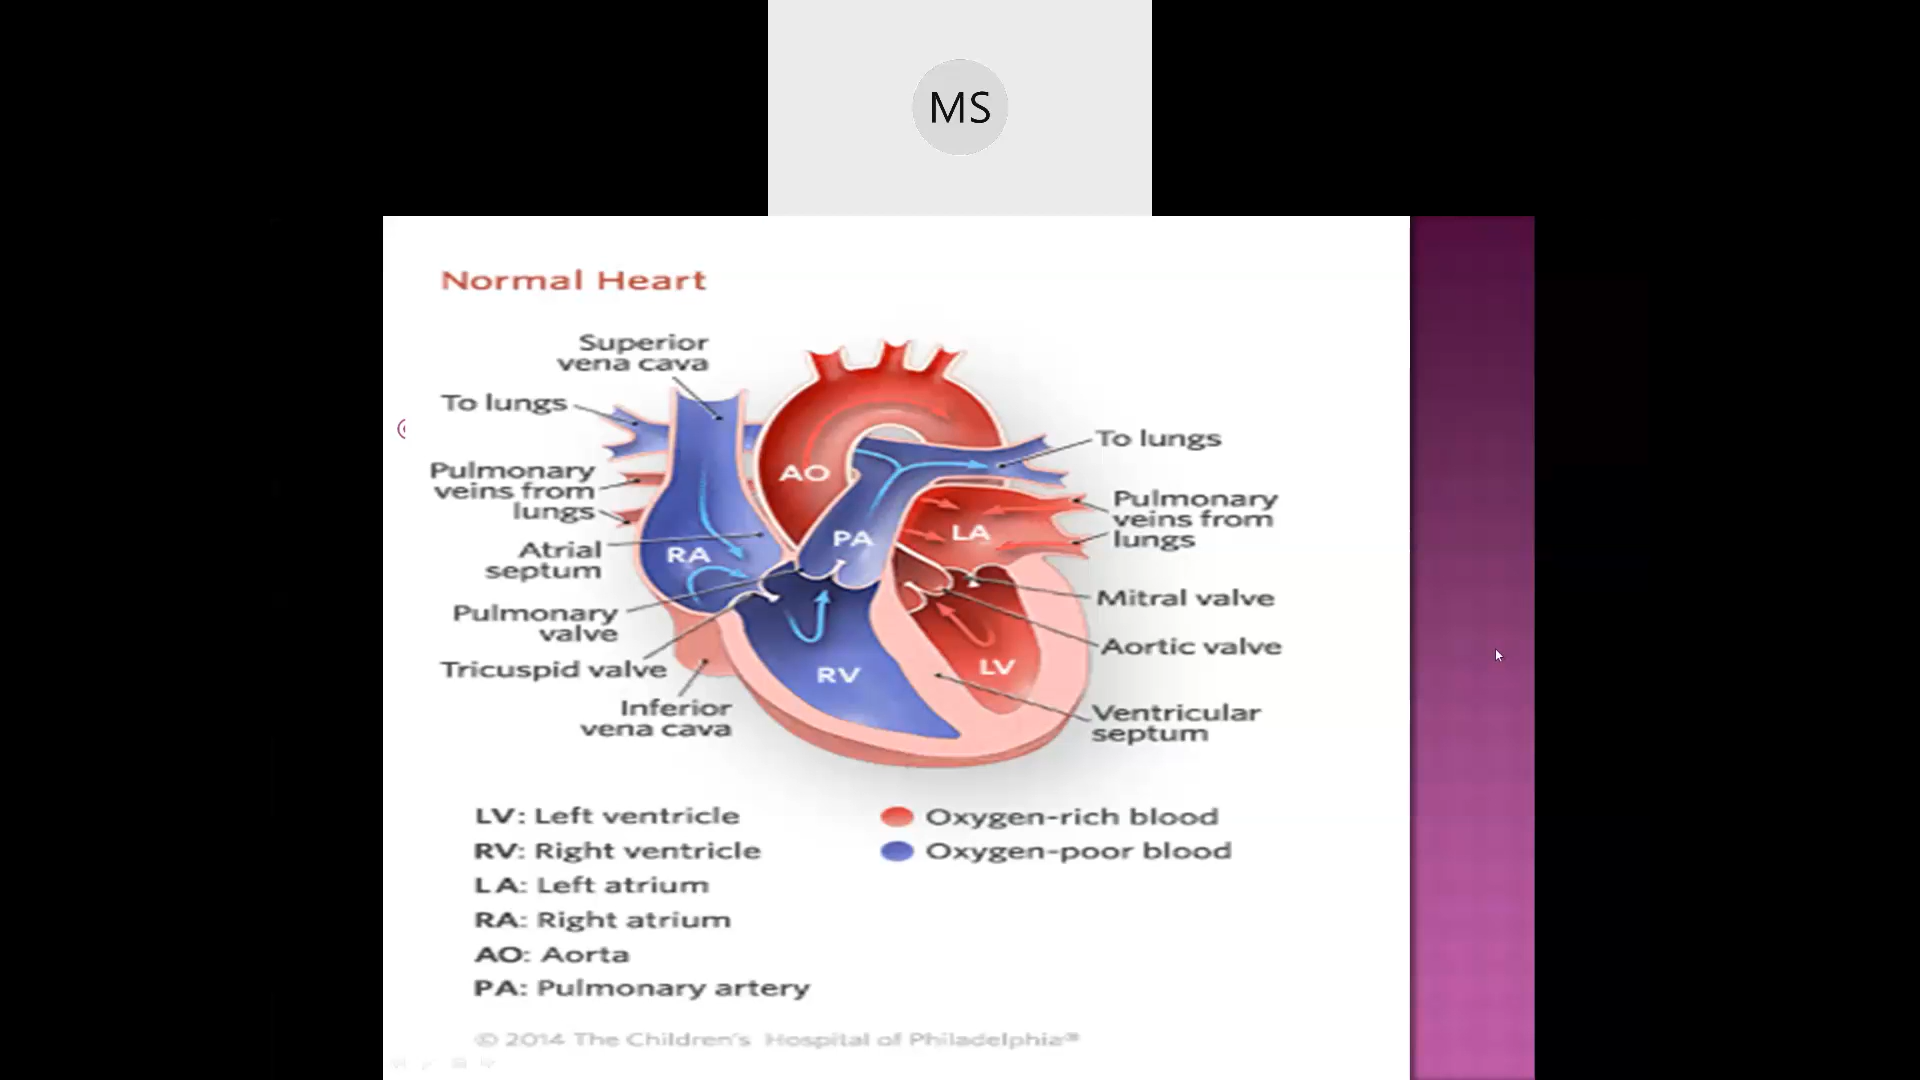 MS
Normal Heart
Superior
vena cava
To lungs
To lungs
Pulmonary
veins from
lungs
Pulmonary
veins from
lungs
AO
PA
LA
RA
Atrial
septum
Pulmonary
valve
Mitral valve
Aortic valve
Tricuspid valve
RV
LV
Inferior
vena cava
Ventricular
septum
LV: Left ventricle
RV: Right ventricle
LA: Left atrium
RA: Right atrium
AO: Aorta
PA: Pulmonary artery
Oxygen-rich blood
Oxygen-poor blood
© 2014 The Children's Hospital of Philadelphia®